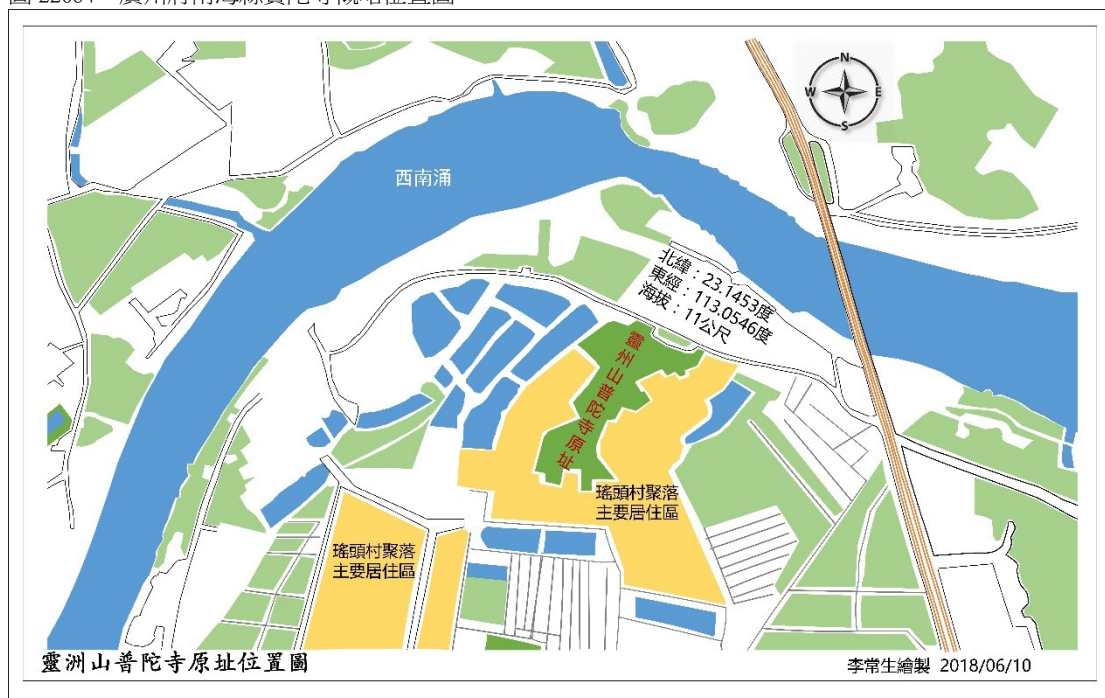 N
W
E
S
西南涌
北緯：23.1453度
東經：113.0546度
海拔：11公尺
靈州山普陀寺原址
瑤頭村聚落
主要居住區
瑤頭村聚落
主要居住區
靈洲山普陀寺原址位置圖
李常生繪製 2018/06/10